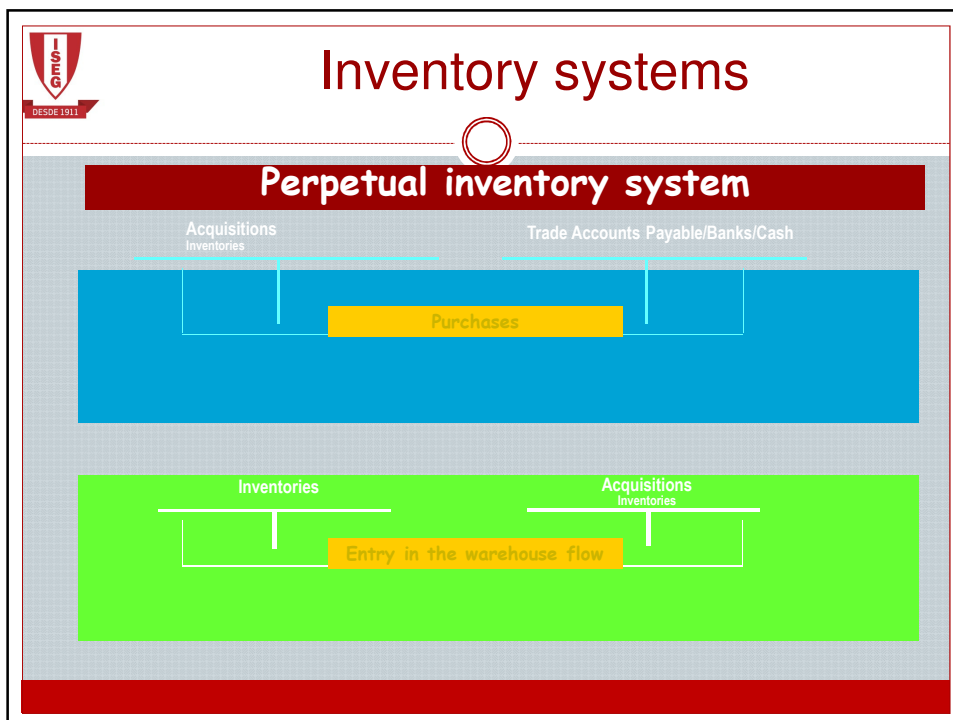 ISEG
DESDE 1911
Inventory systems
Perpetual inventory system
Acquisitions
Inventories
Trade Accounts Payable/Banks/Cash
Purchases
Inventories
Acquisitions
Inventories
Entry in the warehouse flow